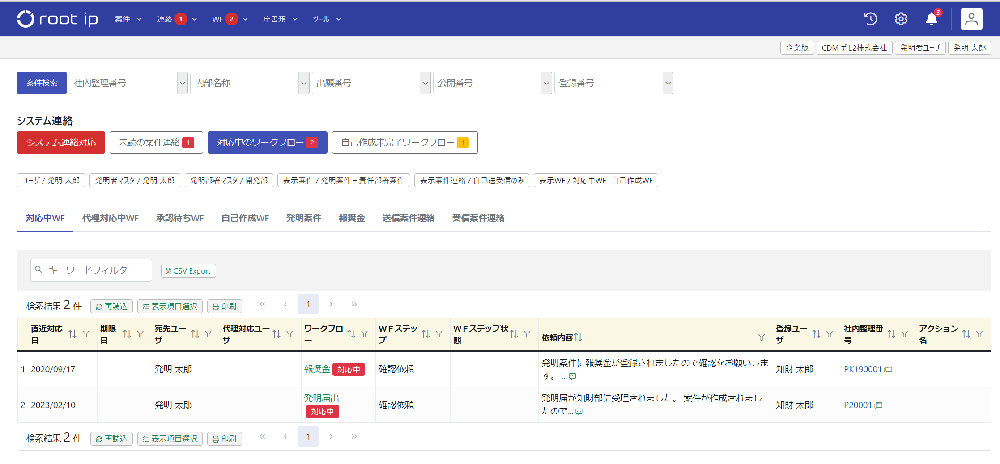 root ip 案件 連絡 1 WF 2 庁書類 ツール 3
企業版 CDM デモ2株式会社 発明者ユーザ 発明 太郎
案件検索 社内整理番号 内部名称 出願番号 公開番号 登録番号
システム連絡
システム連絡対応 未読の案件連絡 1 対応中のワークフロー 2 自己作成未完了ワークフロー 1
ユーザ / 発明 太郎 発明者マスタ / 発明 太郎 発明部署マスタ / 開発部 表示案件 / 発明案件＋責任部署案件 表示案件連絡 / 自己送受信のみ 表示WF / 対応中WF+自己作成WF
対応中WF 代理対応中WF 承認待ちWF 自己作成WF 発明案件 報奨金 送信案件連絡 受信案件連絡
キーワードフィルター CSV Export
検索結果 2 件 再読込 表示項目選択 印刷 « ‹ 1 › »
直近対応日 期限日 宛先ユーザ 代理対応ユーザ ワークフロー ＷＦステップ ＷＦステップ状態 依頼内容 登録ユーザ 社内整理番号 アクション名
1 2020/09/17 発明 太郎 報奨金 対応中 確認依頼 発明案件に報奨金が登録されましたので確認をお願いします。 ... 知財 太郎 PK190001
2 2023/02/10 発明 太郎 発明届出 対応中 確認依頼 発明届が知財部に受理されました。 案件が作成されましたので... 知財 太郎 P20001
検索結果 2 件 再読込 表示項目選択 印刷 « ‹ 1 › »